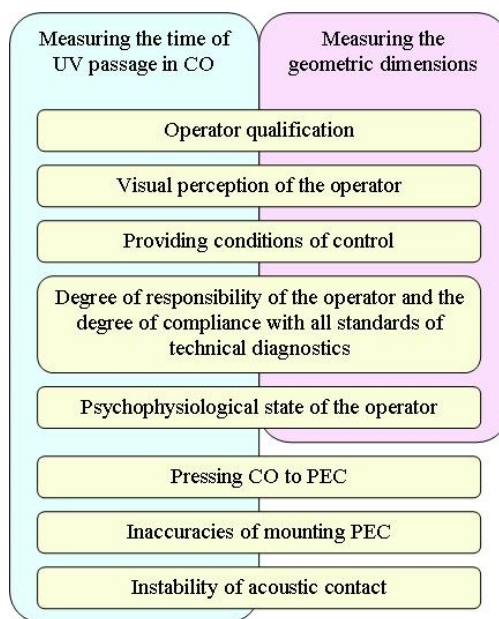 Measuring the time of
UV passage in CO
Measuring the
geometric dimensions
Operator qualification
Visual perception of the operator
Providing conditions of control
Degree of responsibility of the operator and the
degree of compliance with all standards of
technical diagnostics
Psychophysiological state of the operator
Pressing CO to PEC
Inaccuracies of mounting PEC
Instability of acoustic contact